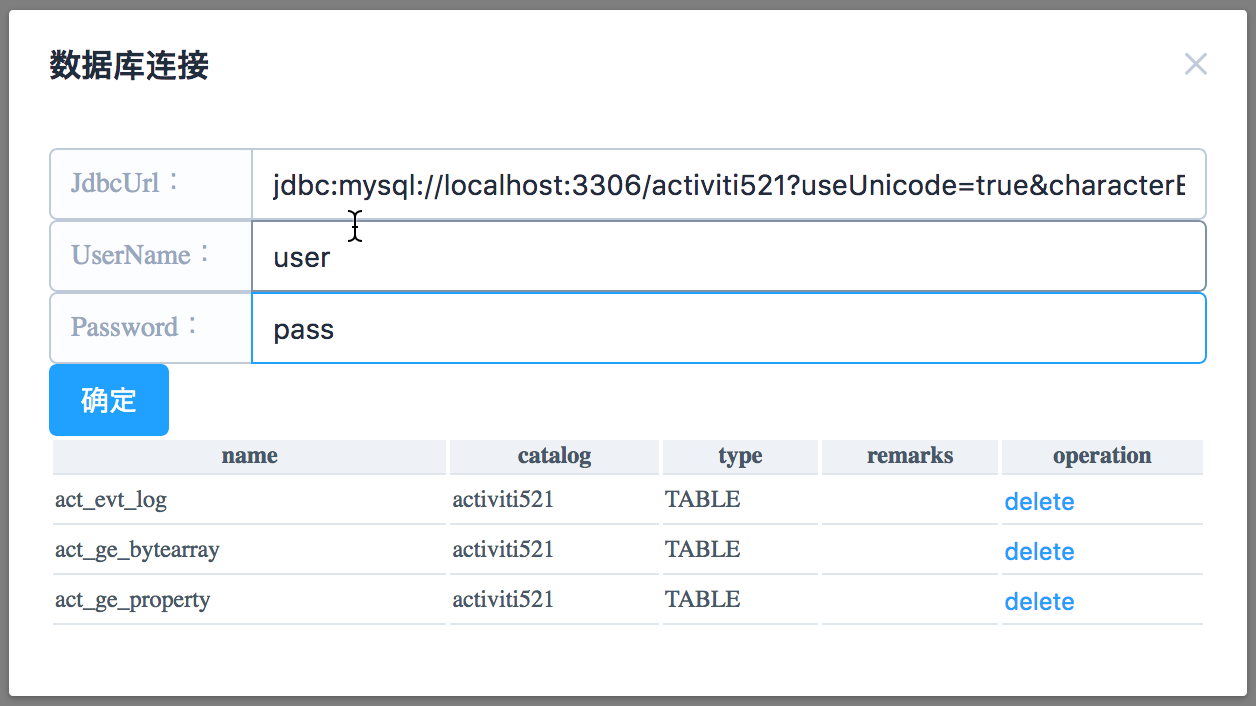 数据库连接
JdbcUrl： jdbc:mysql://localhost:3306/activiti521?useUnicode=true&characterE
UserName： user
Password： pass
确定
name catalog type remarks operation
act_evt_log activiti521 TABLE delete
act_ge_bytearray activiti521 TABLE delete
act_ge_property activiti521 TABLE delete